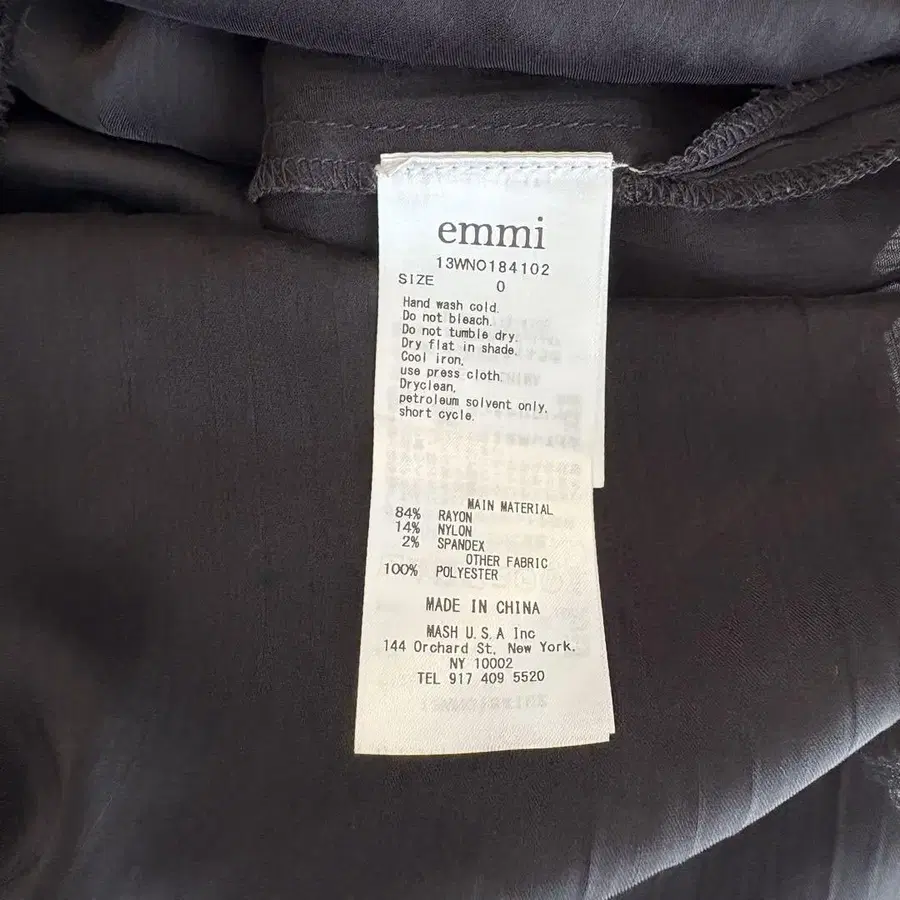 emmi
13WNO184102
SIZE 0
Hand wash cold.
Do not bleach.
Do not tumble dry.
Dry flat in shade.
Cool iron.
use press cloth.
Dryclean.
petroleum solvent only.
short cycle.
MAIN MATERIAL
84% RAYON
14% NYLON
2% SPANDEX
OTHER FABRIC
100% POLYESTER
MADE IN CHINA
MASH U.S.A Inc
144 Orchard St. New York.
NY 10002
TEL 917 409 5520